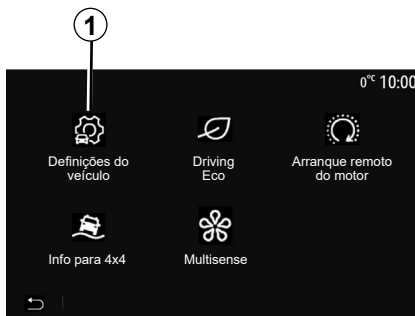 1
0°C 10:00
Definições do
veículo
Driving
Eco
Arranque remoto
do motor
Info para 4x4
Multisense